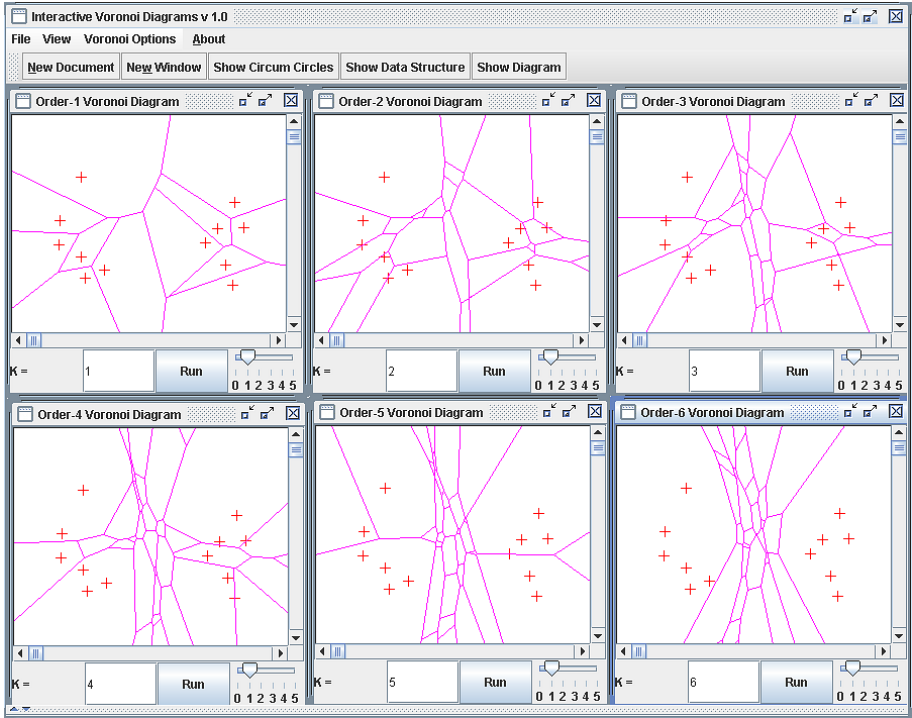 Interactive Voronoi Diagrams v 1.0
File View Voronoi Options About
New Document New Window Show Circum Circles Show Data Structure Show Diagram
Order-1 Voronoi Diagram Order-2 Voronoi Diagram Order-3 Voronoi Diagram
K = 1 Run 0 1 2 3 4 5 K = 2 Run 0 1 2 3 4 5 K = 3 Run 0 1 2 3 4 5
Order-4 Voronoi Diagram Order-5 Voronoi Diagram Order-6 Voronoi Diagram
K = 4 Run 0 1 2 3 4 5 K = 5 Run 0 1 2 3 4 5 K = 6 Run 0 1 2 3 4 5